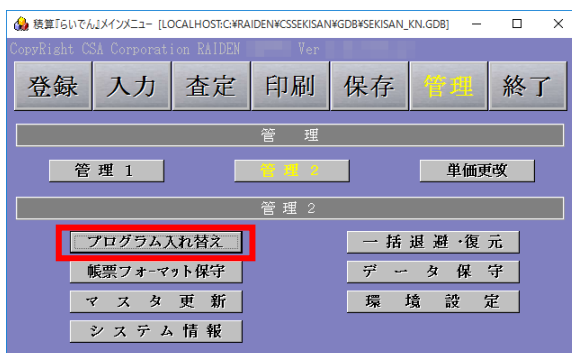 積算『らいでん』メインメニュー [LOCALHOST:C:¥RAIDEN¥CSSEKISAN¥GDB¥SEKISAN_KN.GDB]
CopyRight CSA Corporation RAIDEN Ver
登録 入力 査定 印刷 保存 管理 終了
管 理
管 理 1 管 理 2 単価更改
管 理 2
プログラム入れ替え 一 括 退 避 ・復 元
帳票フォーマット保守 デ ー タ 保 守
マ ス タ 更 新 環 境 設 定
シ ス テ ム 情 報